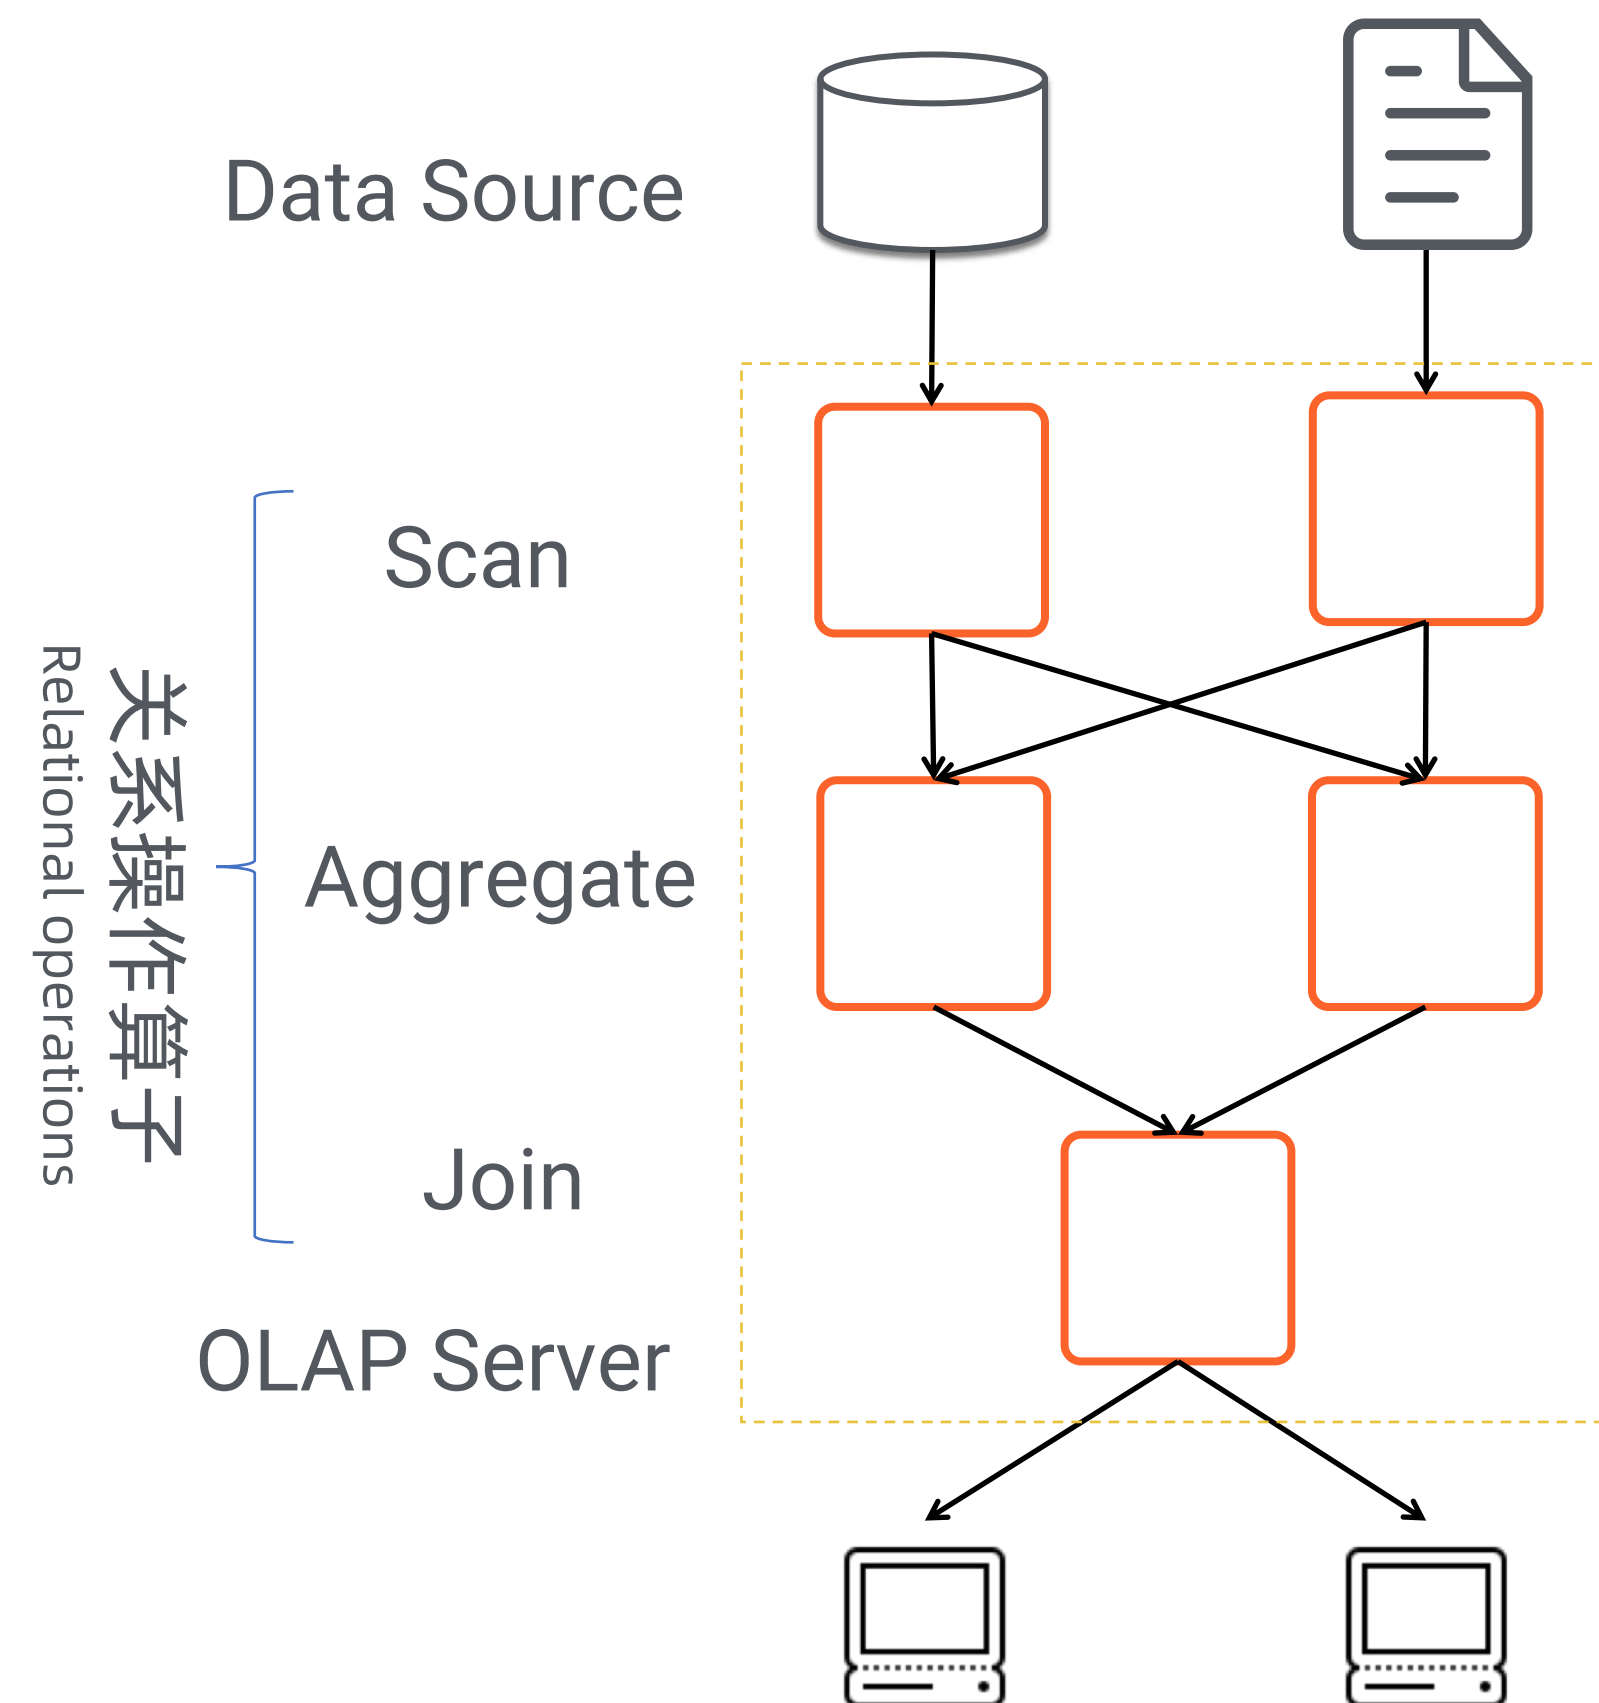 Data Source
Scan
关系操作算子
Relational operations
Aggregate
Join
OLAP Server